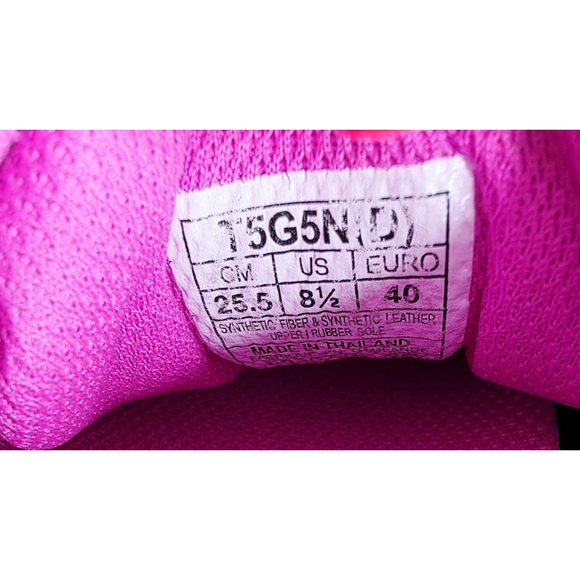 T5G5N(D)
CM US EURO
25.5 8½ 40
SYNTHETIC FIBER & SYNTHETIC LEATHER
UPPER / RUBBER SOLE
MADE IN THAILAND